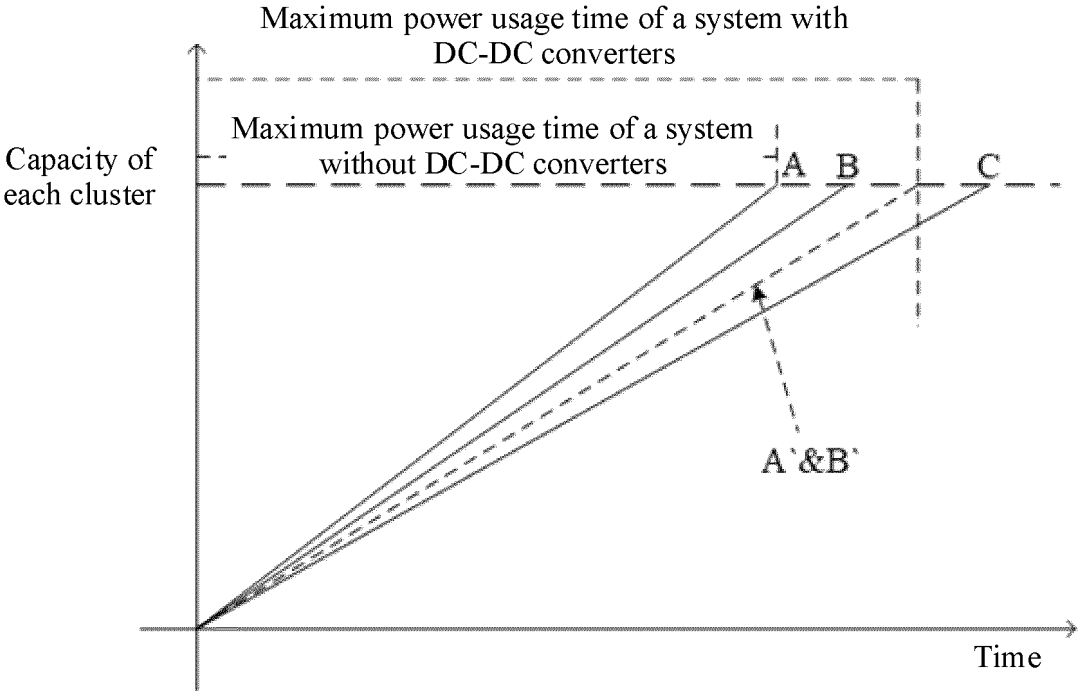 Maximum power usage time of a system with
DC-DC converters
Maximum power usage time of a system
without DC-DC converters
Capacity of
each cluster
A
B
C
A`&B`
Time